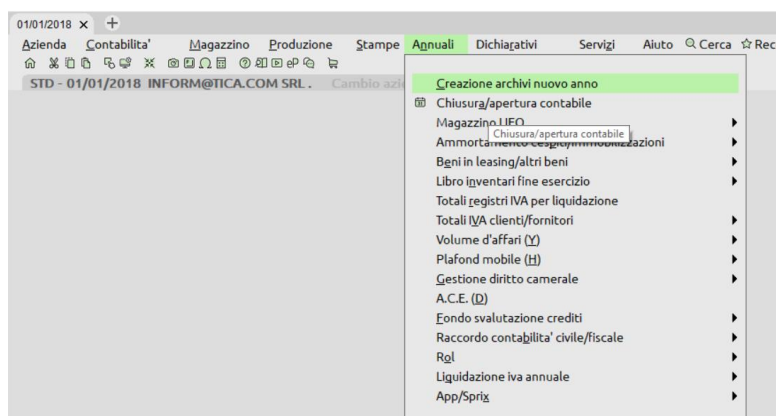 01/01/2018 × +
Azienda Contabilita' Magazzino Produzione Stampe Annuali Dichiarativi Servizi Aiuto Cerca Rec
STD - 01/01/2018 INFORM@TICA.COM SRL . Cambio azie
Creazione archivi nuovo anno
Chiusura/apertura contabile
Magazzino LIFO
Chiusura/apertura contabile
Ammortamento cespiti/immobilizzazioni
Beni in leasing/altri beni
Libro inventari fine esercizio
Totali registri IVA per liquidazione
Totali IVA clienti/fornitori
Volume d'affari (Y)
Plafond mobile (H)
Gestione diritto camerale
A.C.E. (D)
Fondo svalutazione crediti
Raccordo contabilita' civile/fiscale
Rol
Liquidazione iva annuale
App/Sprix